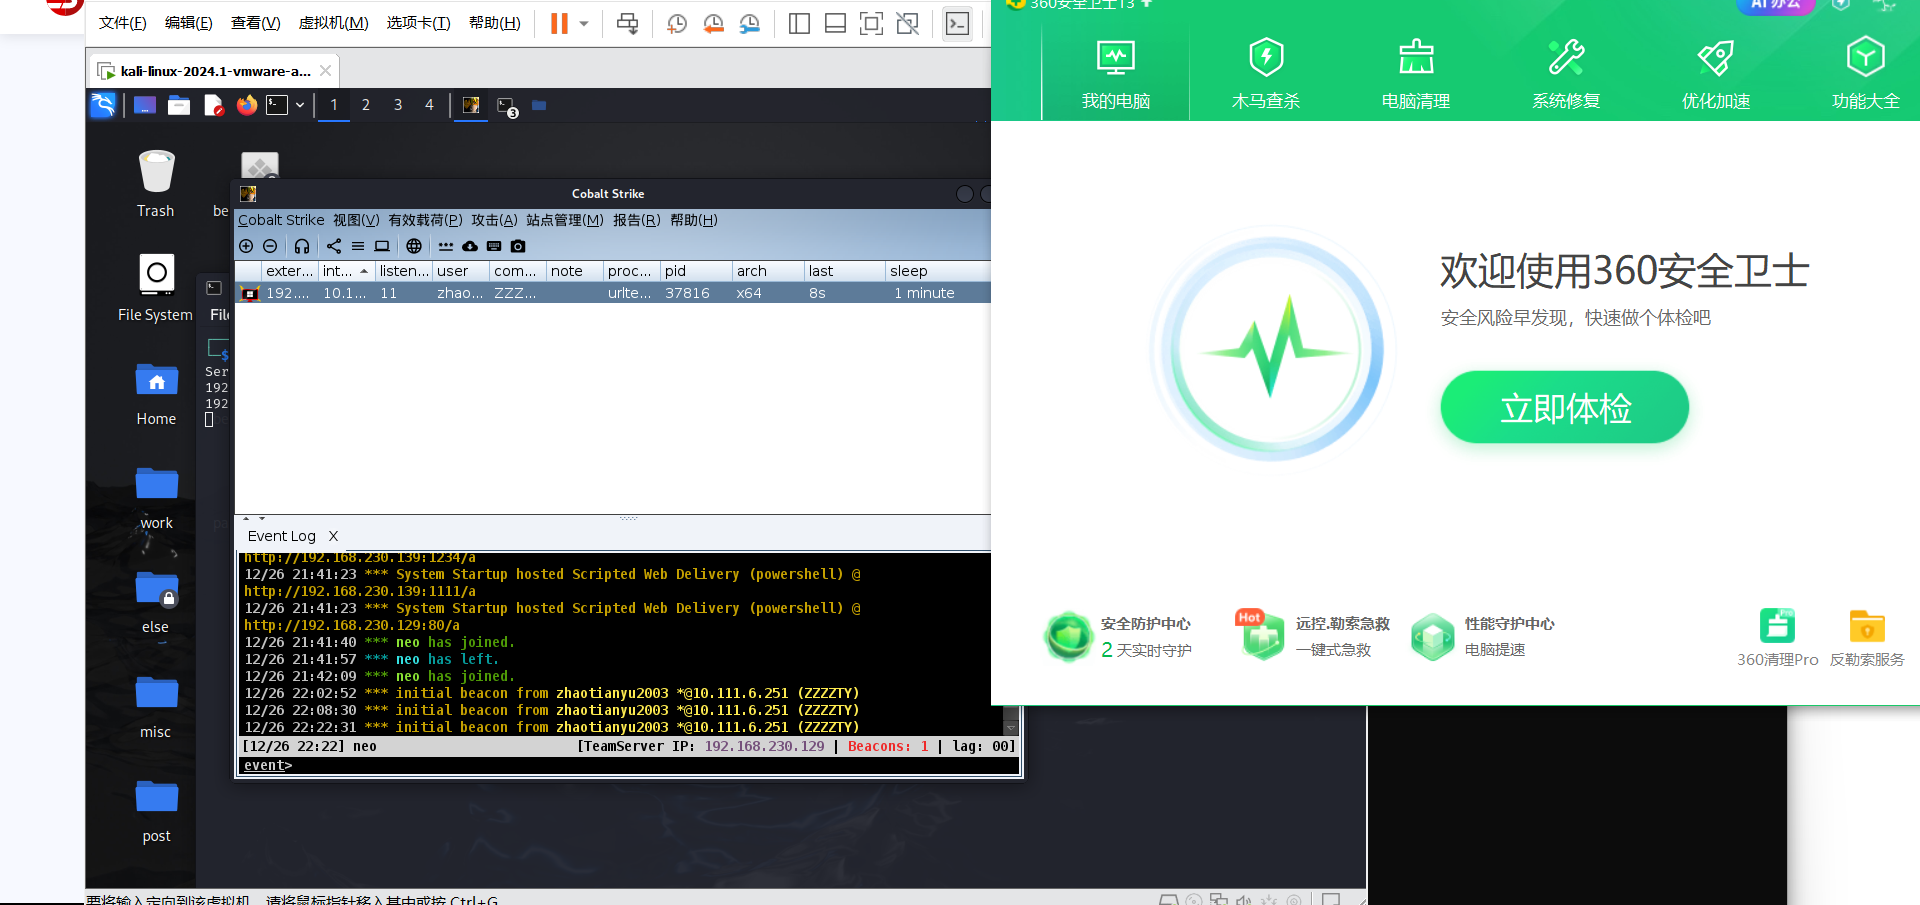 文件(F) 编辑(E) 查看(V) 虚拟机(M) 选项卡(T) 帮助(H)
kali-linux-2024.1-vmware-a...
1 2 3 4 3
Trash
be
File System
Home
work
else
misc
post
File
Ser
192
192
Cobalt Strike
Cobalt Strike 视图(V) 有效载荷(P) 攻击(A) 站点管理(M) 报告(R) 帮助(H)
exter... int... listen... user com... note proc... pid arch last sleep
192.... 10.1... 11 zhao... ZZZ... urlte... 37816 x64 8s 1 minute
Event Log X
http://192.168.230.139:1234/a
12/26 21:41:23 *** System Startup hosted Scripted Web Delivery (powershell) @
http://192.168.230.139:1111/a
12/26 21:41:23 *** System Startup hosted Scripted Web Delivery (powershell) @
http://192.168.230.129:80/a
12/26 21:41:40 *** neo has joined.
12/26 21:41:57 *** neo has left.
12/26 21:42:09 *** neo has joined.
12/26 22:02:52 *** initial beacon from zhaotianyu2003 *@10.111.6.251 (ZZZZTY)
12/26 22:08:30 *** initial beacon from zhaotianyu2003 *@10.111.6.251 (ZZZZTY)
12/26 22:22:31 *** initial beacon from zhaotianyu2003 *@10.111.6.251 (ZZZZTY)
[12/26 22:22] neo [TeamServer IP: 192.168.230.129 | Beacons: 1 | lag: 00]
event>
要将输入定向到该虚拟机，请将鼠标指针移入其中或按 Ctrl+G
360安全卫士13
AI 办公
我的电脑 木马查杀 电脑清理 系统修复 优化加速 功能大全
欢迎使用360安全卫士
安全风险早发现，快速做个体检吧
立即体检
安全防护中心
2 天实时守护
Hot
远控.勒索急救
一键式急救
性能守护中心
电脑提速
360清理Pro
反勒索服务